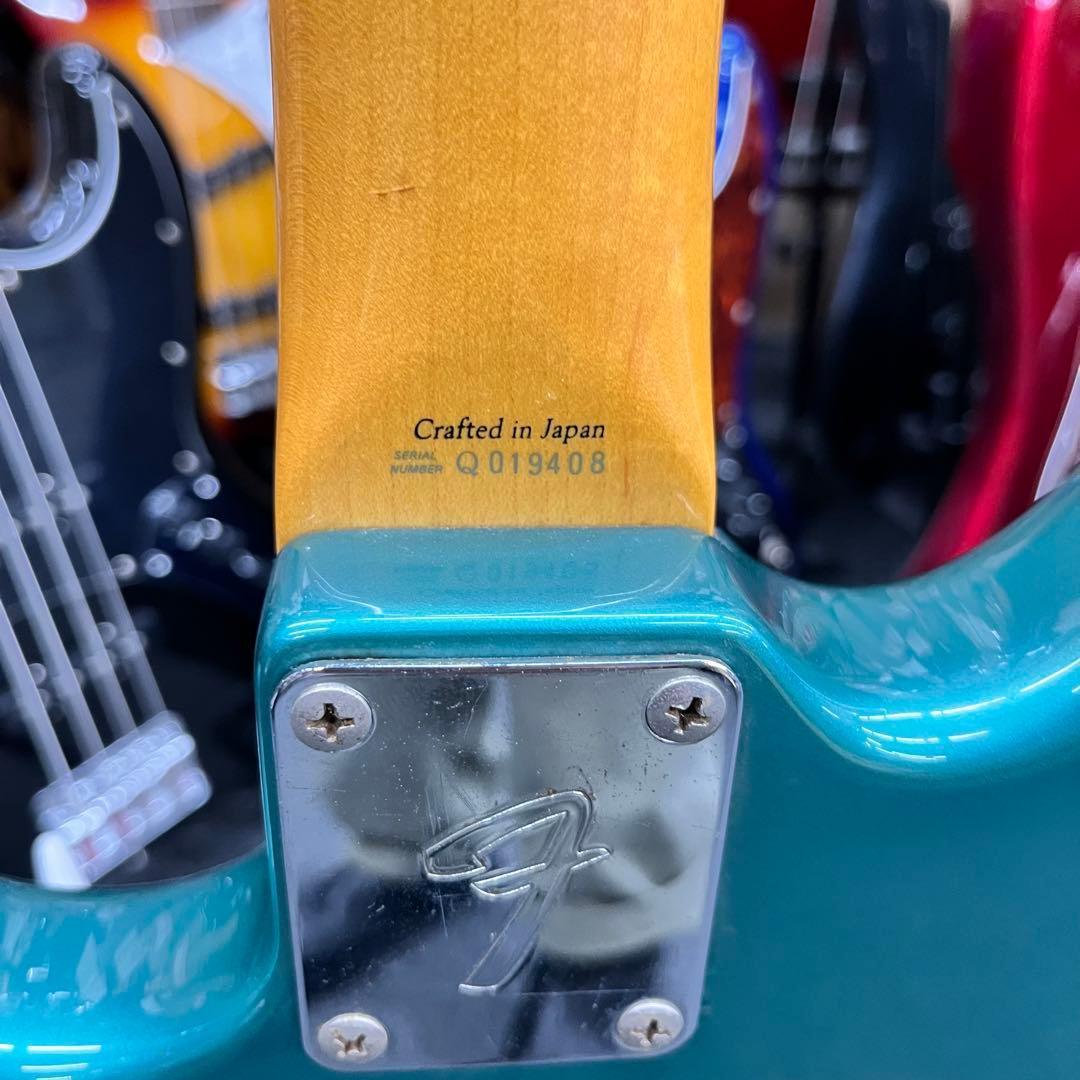 Crafted in Japan
SERIAL
NUMBER Q019408
F